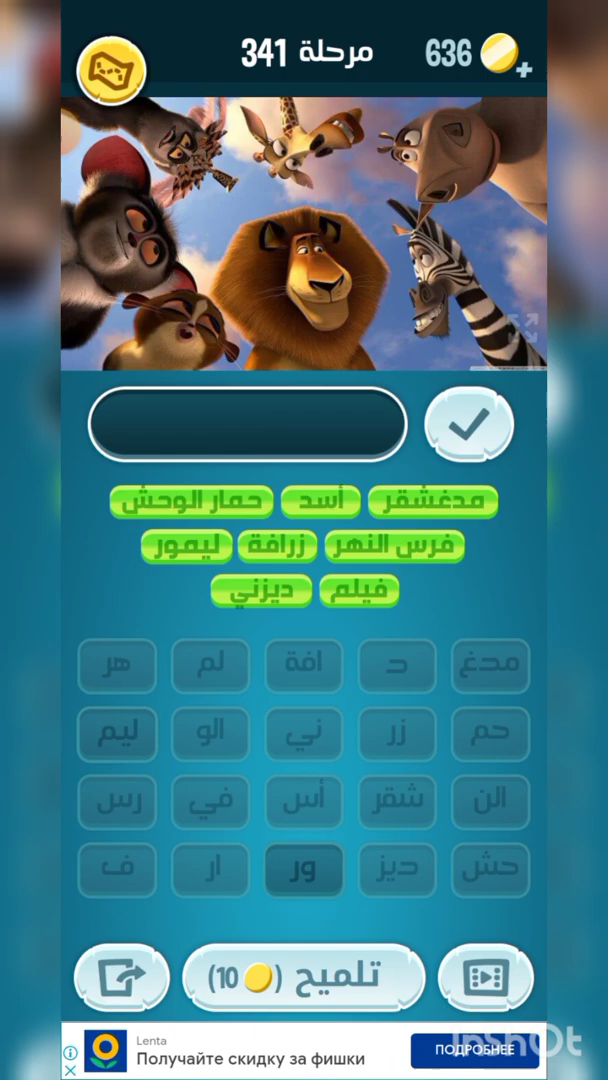 مرحلة 341
636
مدغشقر أسد حمار الوحش
فرس النهر زرافة ليمور
فيلم ديزني
مدغ د افة لم هر
حم زر ني الو ليم
الن شقر أس في رس
حش ديز ور ار ف
تلميح (10)
Lenta
Получайте скидку за фишки
ПОДРОБНЕЕ
InShOt